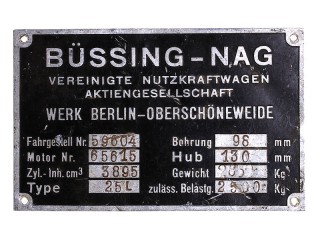 BÜSSING-NAG
VEREINIGTE NUTZKRAFTWAGEN
AKTIENGESELLSCHAFT
WERK BERLIN-OBERSCHÖNEWEIDE
Fahrgestell Nr. 59604 Bohrung 96 mm
Motor Nr. 65615 Hub 130 mm
Zyl.-Inh. cm³ 3895 Gewicht Kg
Type 25L zuläss. Belastg. Kg